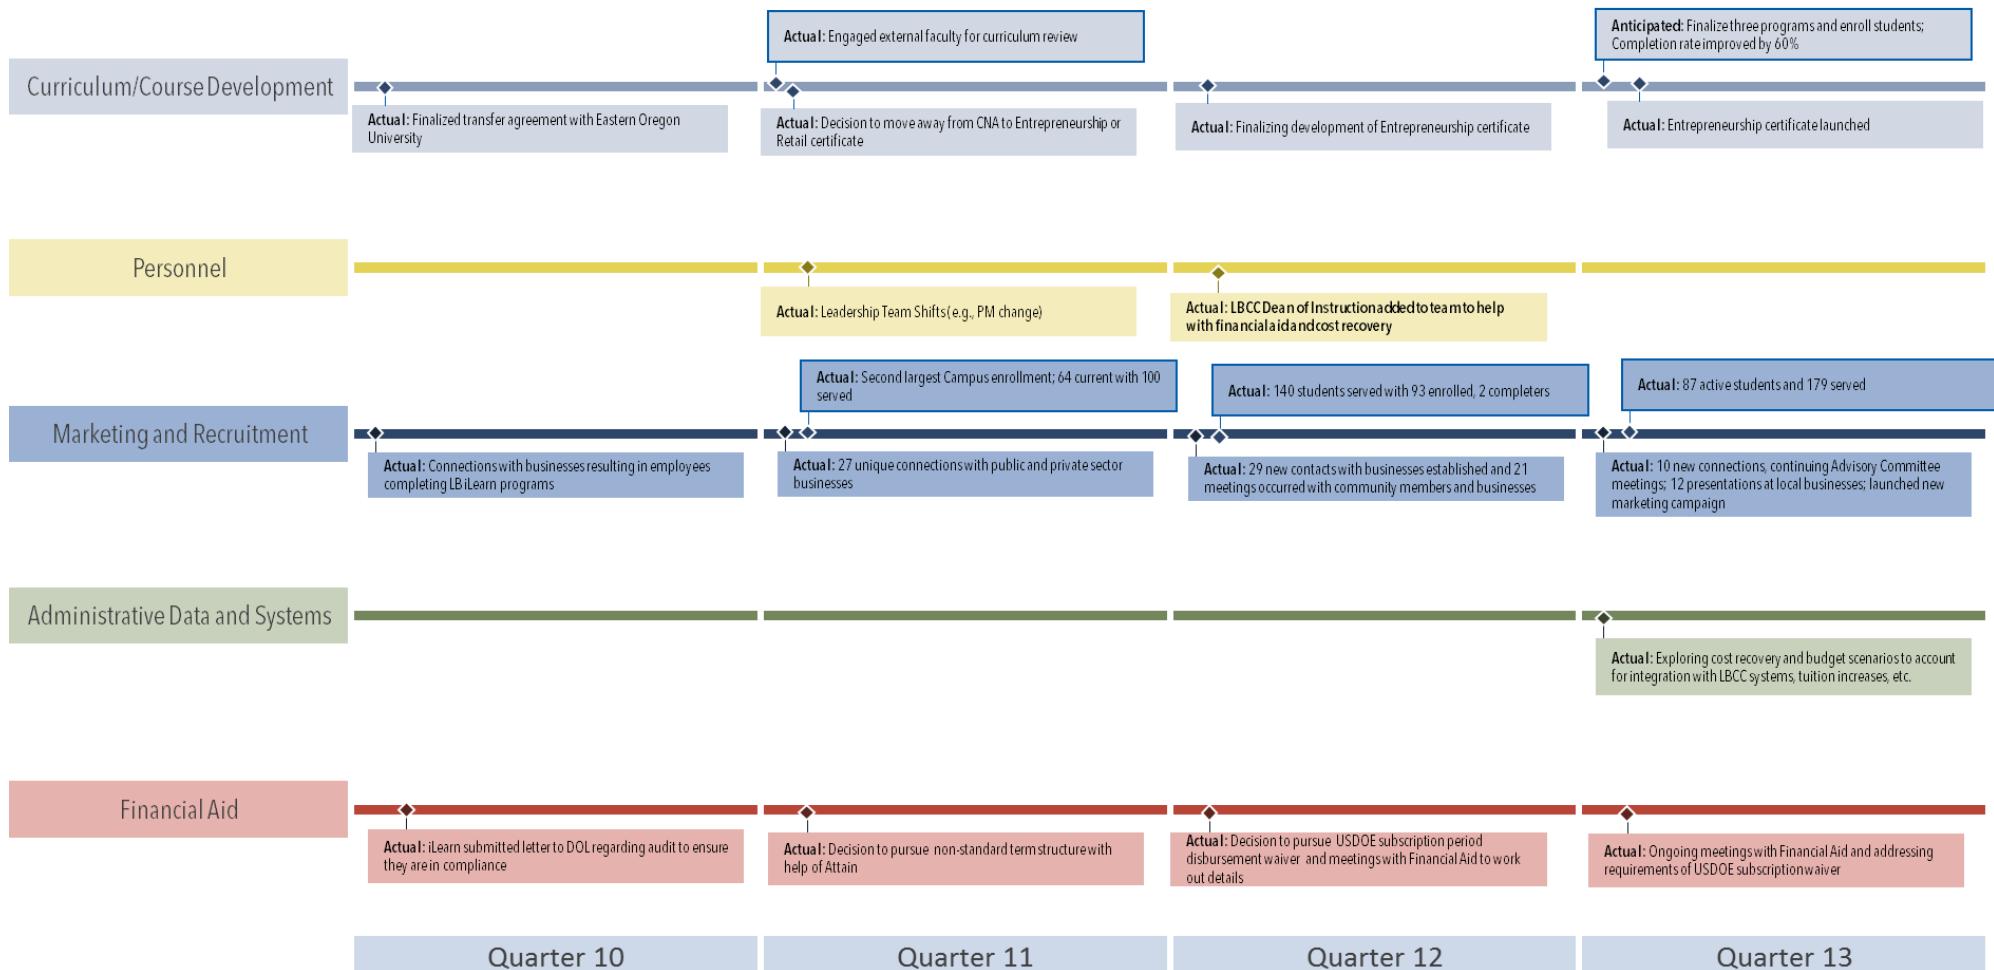 Actual: Engaged external faculty for curriculum review
Anticipated: Finalize three programs and enroll students;
Completion rate improved by 60%
Curriculum/Course Development
Actual: Finalized transfer agreement with Eastern Oregon
University
Actual: Decision to move away from CNA to Entrepreneurship or
Retail certificate
Actual: Finalizing development of Entrepreneurship certificate
Actual: Entrepreneurship certificate launched
Personnel
Actual: Leadership Team Shifts (e.g., PM change)
Actual: LBCC Dean of Instruction added to team to help
with financial aid and cost recovery
Actual: Second largest Campus enrollment; 64 current with 100
served
Actual: 140 students served with 93 enrolled, 2 completers
Actual: 87 active students and 179 served
Marketing and Recruitment
Actual: Connections with businesses resulting in employees
completing LB iLearn programs
Actual: 27 unique connections with public and private sector
businesses
Actual: 29 new contacts with businesses established and 21
meetings occurred with community members and businesses
Actual: 10 new connections, continuing Advisory Committee
meetings; 12 presentations at local businesses; launched new
marketing campaign
Administrative Data and Systems
Actual: Exploring cost recovery and budget scenarios to account
for integration with LBCC systems, tuition increases, etc.
Financial Aid
Actual: iLearn submitted letter to DOL regarding audit to ensure
they are in compliance
Actual: Decision to pursue non-standard term structure with
help of Attain
Actual: Decision to pursue USDOE subscription period
disbursement waiver and meetings with Financial Aid to work
out details
Actual: Ongoing meetings with Financial Aid and addressing
requirements of USDOE subscription waiver
Quarter 10
Quarter 11
Quarter 12
Quarter 13